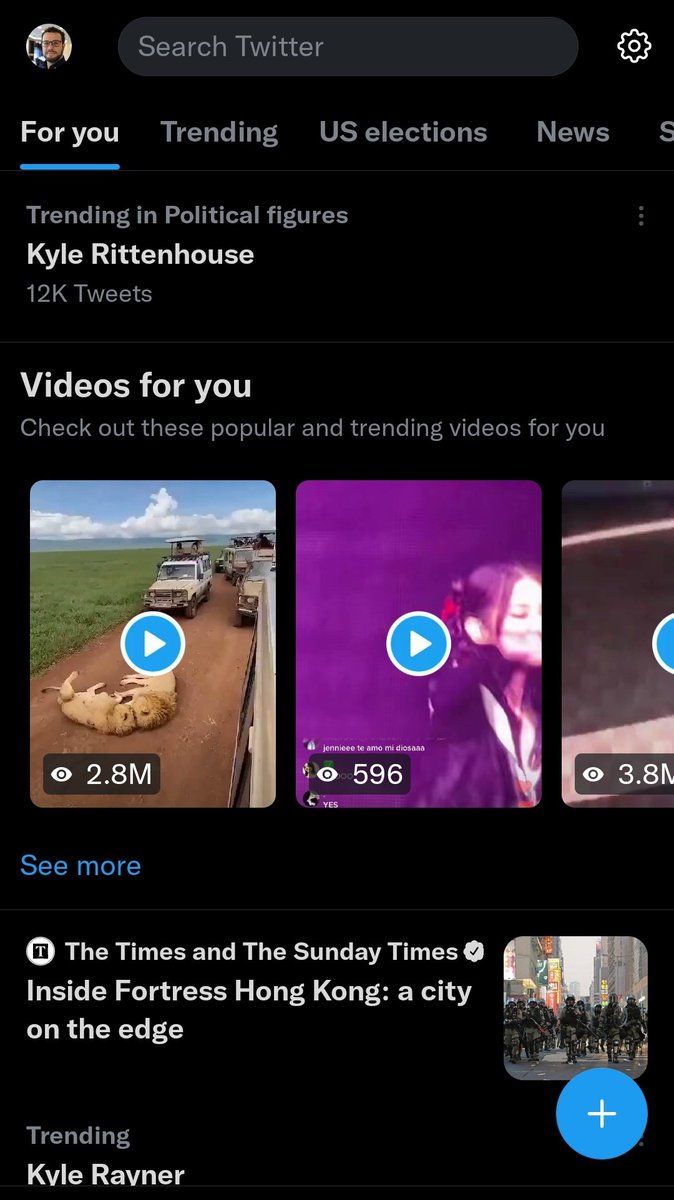 Search Twitter
For you
Trending
US elections
News
S
Trending in Political figures
Kyle Rittenhouse
12K Tweets
Videos for you
Check out these popular and trending videos for you
jennieee te amo mi diosaaa
YES
2.8M
596
3.8M
See more
T The Times and The Sunday Times
Inside Fortress Hong Kong: a city
on the edge
Trending
Kyle Rayner